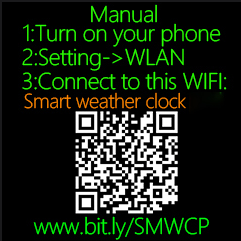 Manual
1:Turn on your phone
2:Setting->WLAN
3:Connect to this WIFI:
Smart weather clock
www.bit.ly/SMWCP